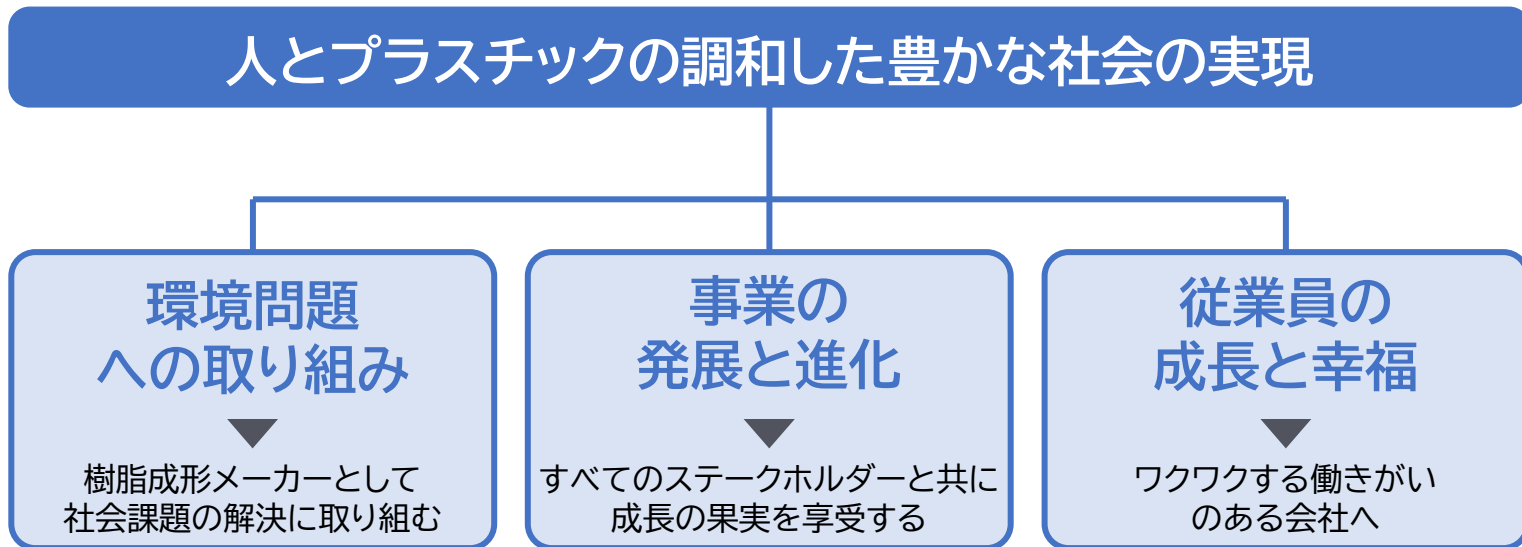 人とプラスチックの調和した豊かな社会の実現
環境問題
への取り組み
樹脂成形メーカーとして
社会課題の解決に取り組む
事業の
発展と進化
すべてのステークホルダーと共に
成長の果実を享受する
従業員の
成長と幸福
ワクワクする働きがい
のある会社へ